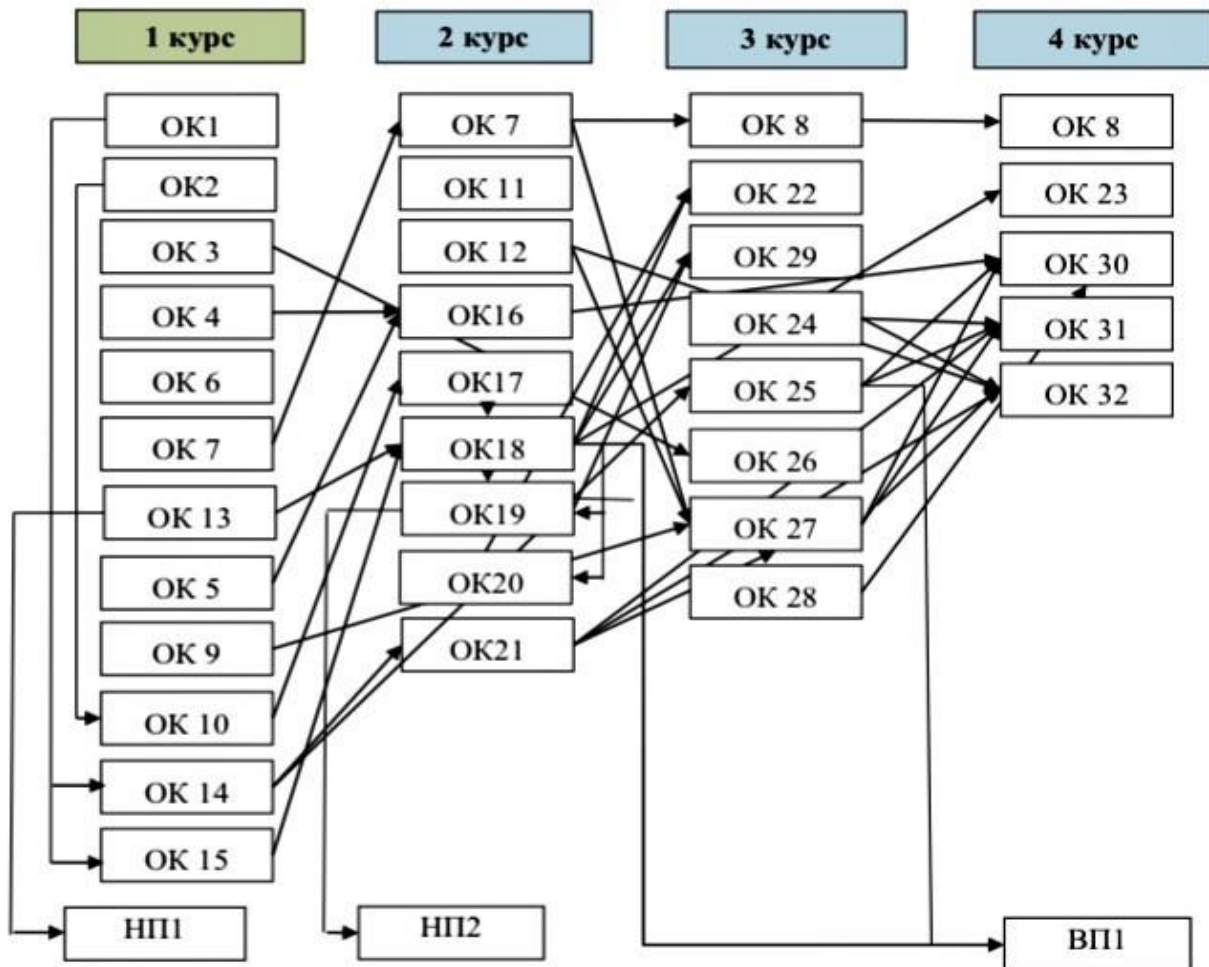 1 курс
2 курс
3 курс
4 курс
ОК1
ОК2
ОК 3
ОК 4
ОК 6
ОК 7
ОК 13
ОК 5
ОК 9
ОК 10
ОК 14
ОК 15
НП1
ОК 7
ОК 11
ОК 12
ОК16
ОК17
ОК18
ОК19
ОК20
ОК21
НП2
ОК 8
ОК 22
ОК 29
ОК 24
ОК 25
ОК 26
ОК 27
ОК 28
ОК 8
ОК 23
ОК 30
ОК 31
ОК 32
ВП1